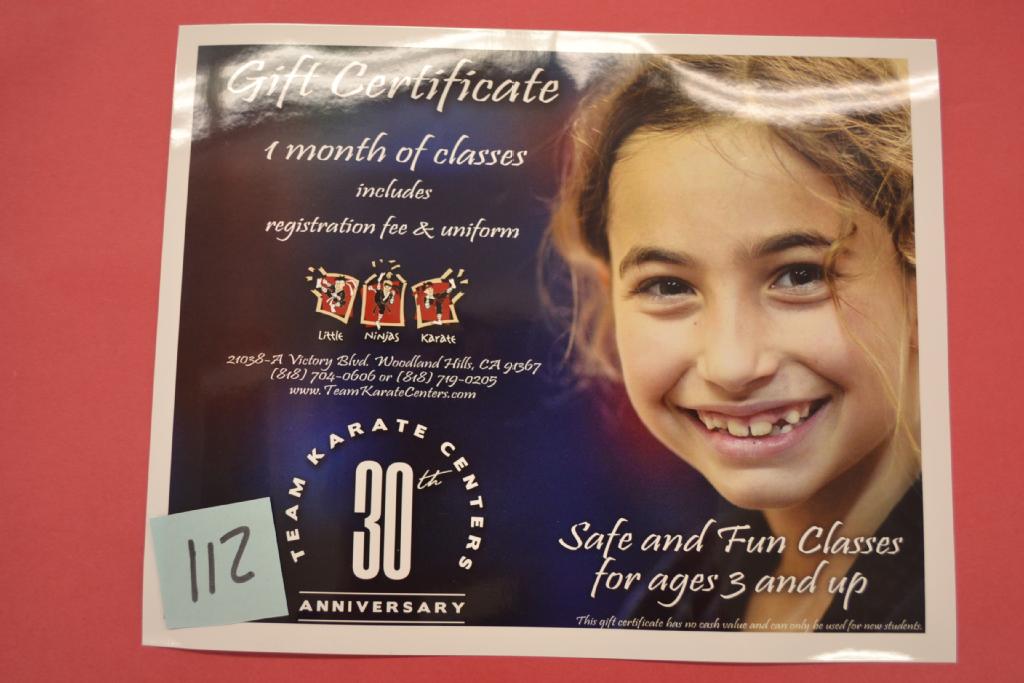 Gift Certificate
1 month of classes
includes
registration fee & uniform
Little Ninjas Karate
21038-A Victory Blvd. Woodland Hills, CA 91367
(818) 704-0606 or (818) 719-0205
www.TeamKarateCenters.com
TEAM KARATE CENTERS
30th
ANNIVERSARY
112
Safe and Fun Classes
for ages 3 and up
This gift certificate has no cash value and can only be used for new students.